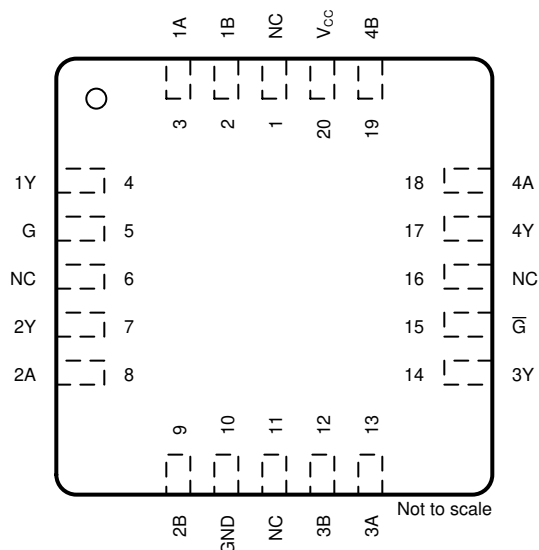 1A 1B NC VCC 4B
3 2 1 20 19
1Y 4 18 4A
G 5 17 4Y
NC 6 16 NC
2Y 7 15 G̅
2A 8 14 3Y
9 10 11 12 13
2B GND NC 3B 3A
Not to scale